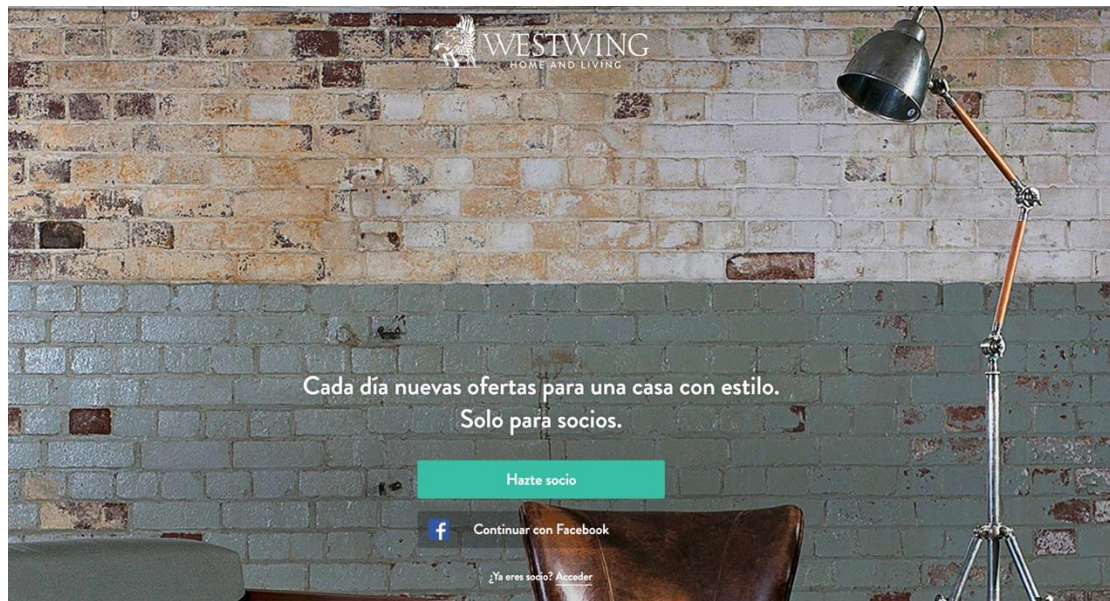 WESTWING
HOME AND LIVING
Cada día nuevas ofertas para una casa con estilo.
Solo para socios.
Hazte socio
f Continuar con Facebook
¿Ya eres socio? Acceder